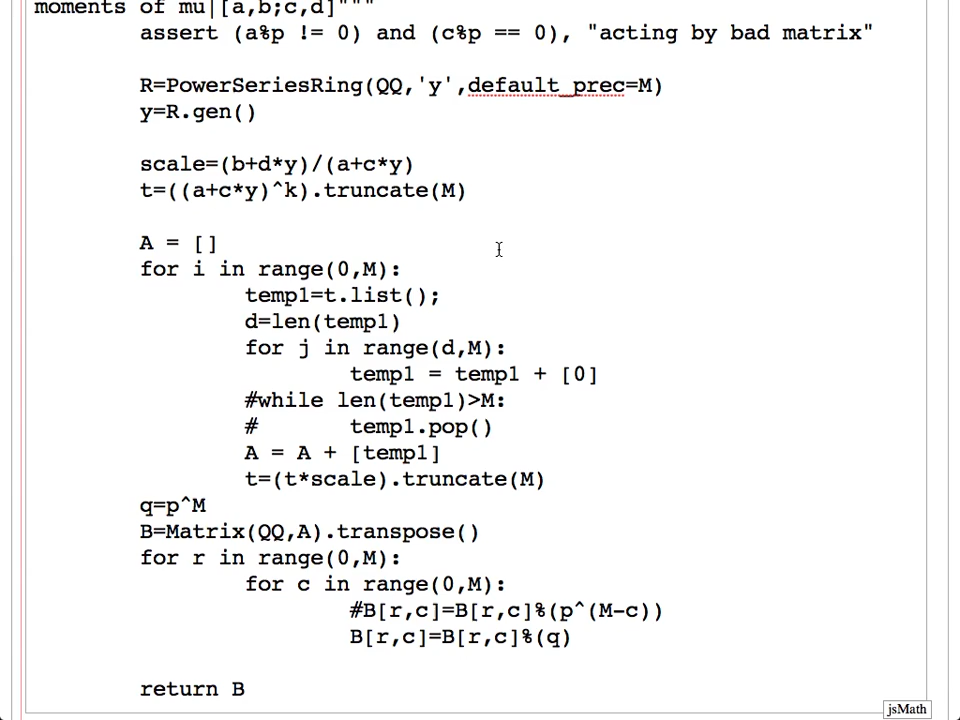 moments of mu|[a,b;c,d]"""
assert (a%p != 0) and (c%p == 0), "acting by bad matrix"
R=PowerSeriesRing(QQ,'y',default_prec=M)
y=R.gen()
scale=(b+d*y)/(a+c*y)
t=((a+c*y)^k).truncate(M)
A = []
for i in range(0,M):
temp1=t.list();
d=len(temp1)
for j in range(d,M):
temp1 = temp1 + [0]
#while len(temp1)>M:
#       temp1.pop()
A = A + [temp1]
t=(t*scale).truncate(M)
q=p^M
B=Matrix(QQ,A).transpose()
for r in range(0,M):
for c in range(0,M):
#B[r,c]=B[r,c]%(p^(M-c))
B[r,c]=B[r,c]%(q)
return B
jsMath